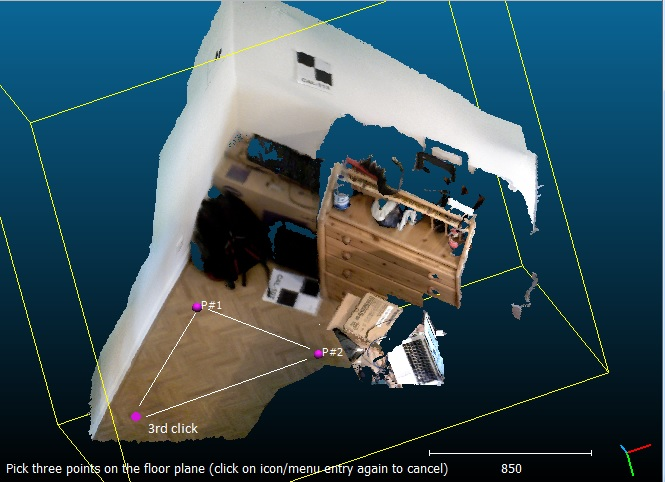 P#1
P#2
3rd click
Pick three points on the floor plane (click on icon/menu entry again to cancel)
850